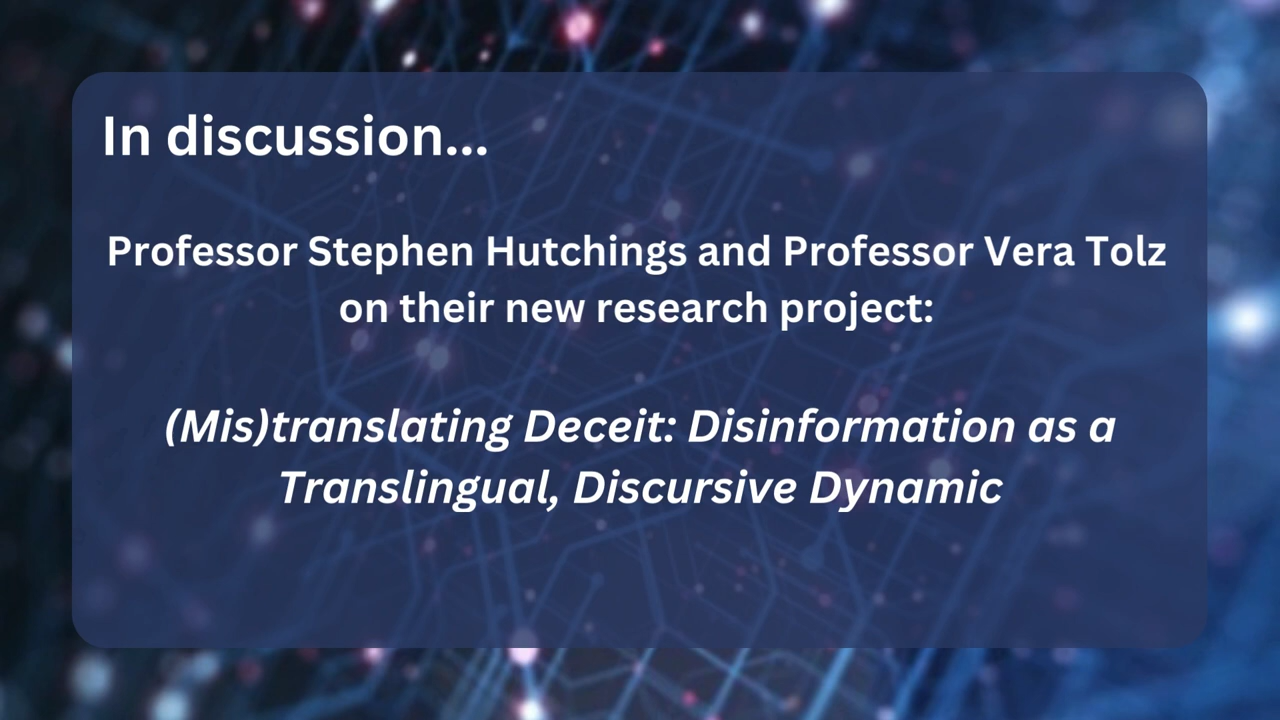 In discussion...
Professor Stephen Hutchings and Professor Vera Tolz
on their new research project:
(Mis)translating Deceit: Disinformation as a
Translingual, Discursive Dynamic